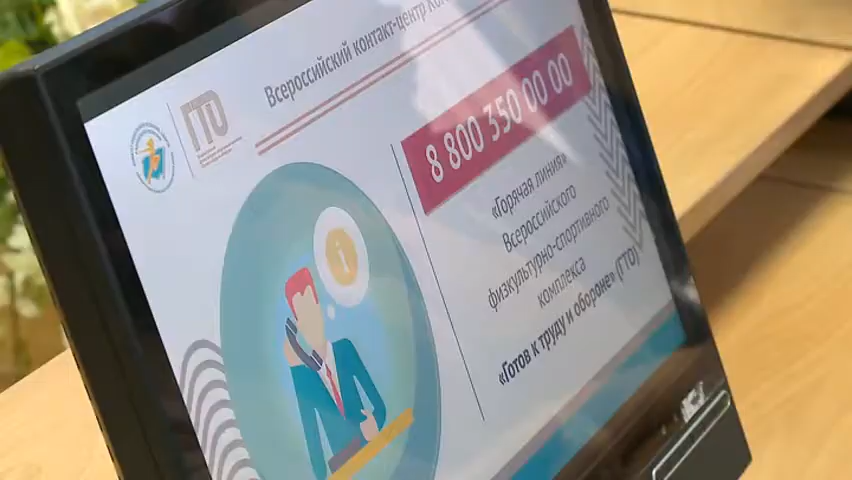 Всероссийский контакт-центр
ГТО
8 800 350 00 00
«Горячая линия»
Всероссийского
физкультурно-спортивного
комплекса
«Готов к труду и обороне» (ГТО)
i